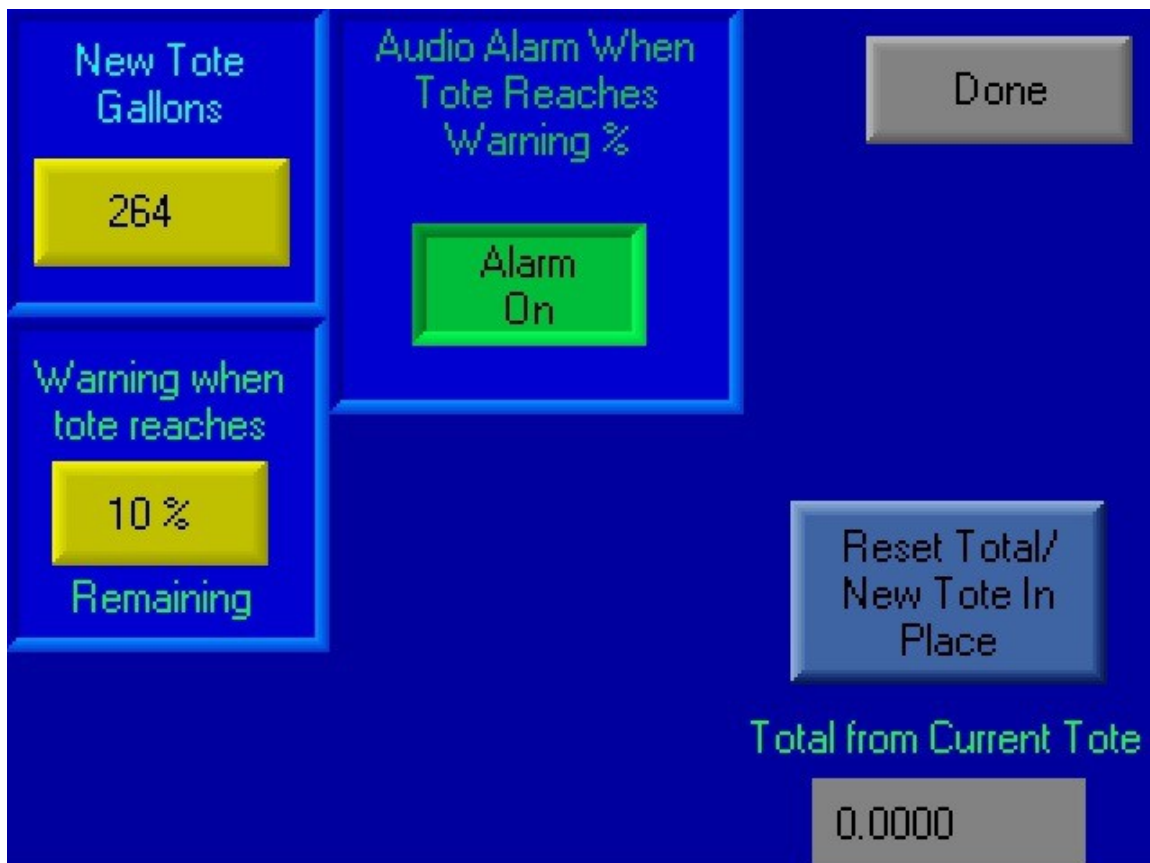 New Tote
Gallons
264
Audio Alarm When
Tote Reaches
Warning %
Alarm
On
Done
Warning when
tote reaches
10 %
Remaining
Reset Total/
New Tote In
Place
Total from Current Tote
0.0000